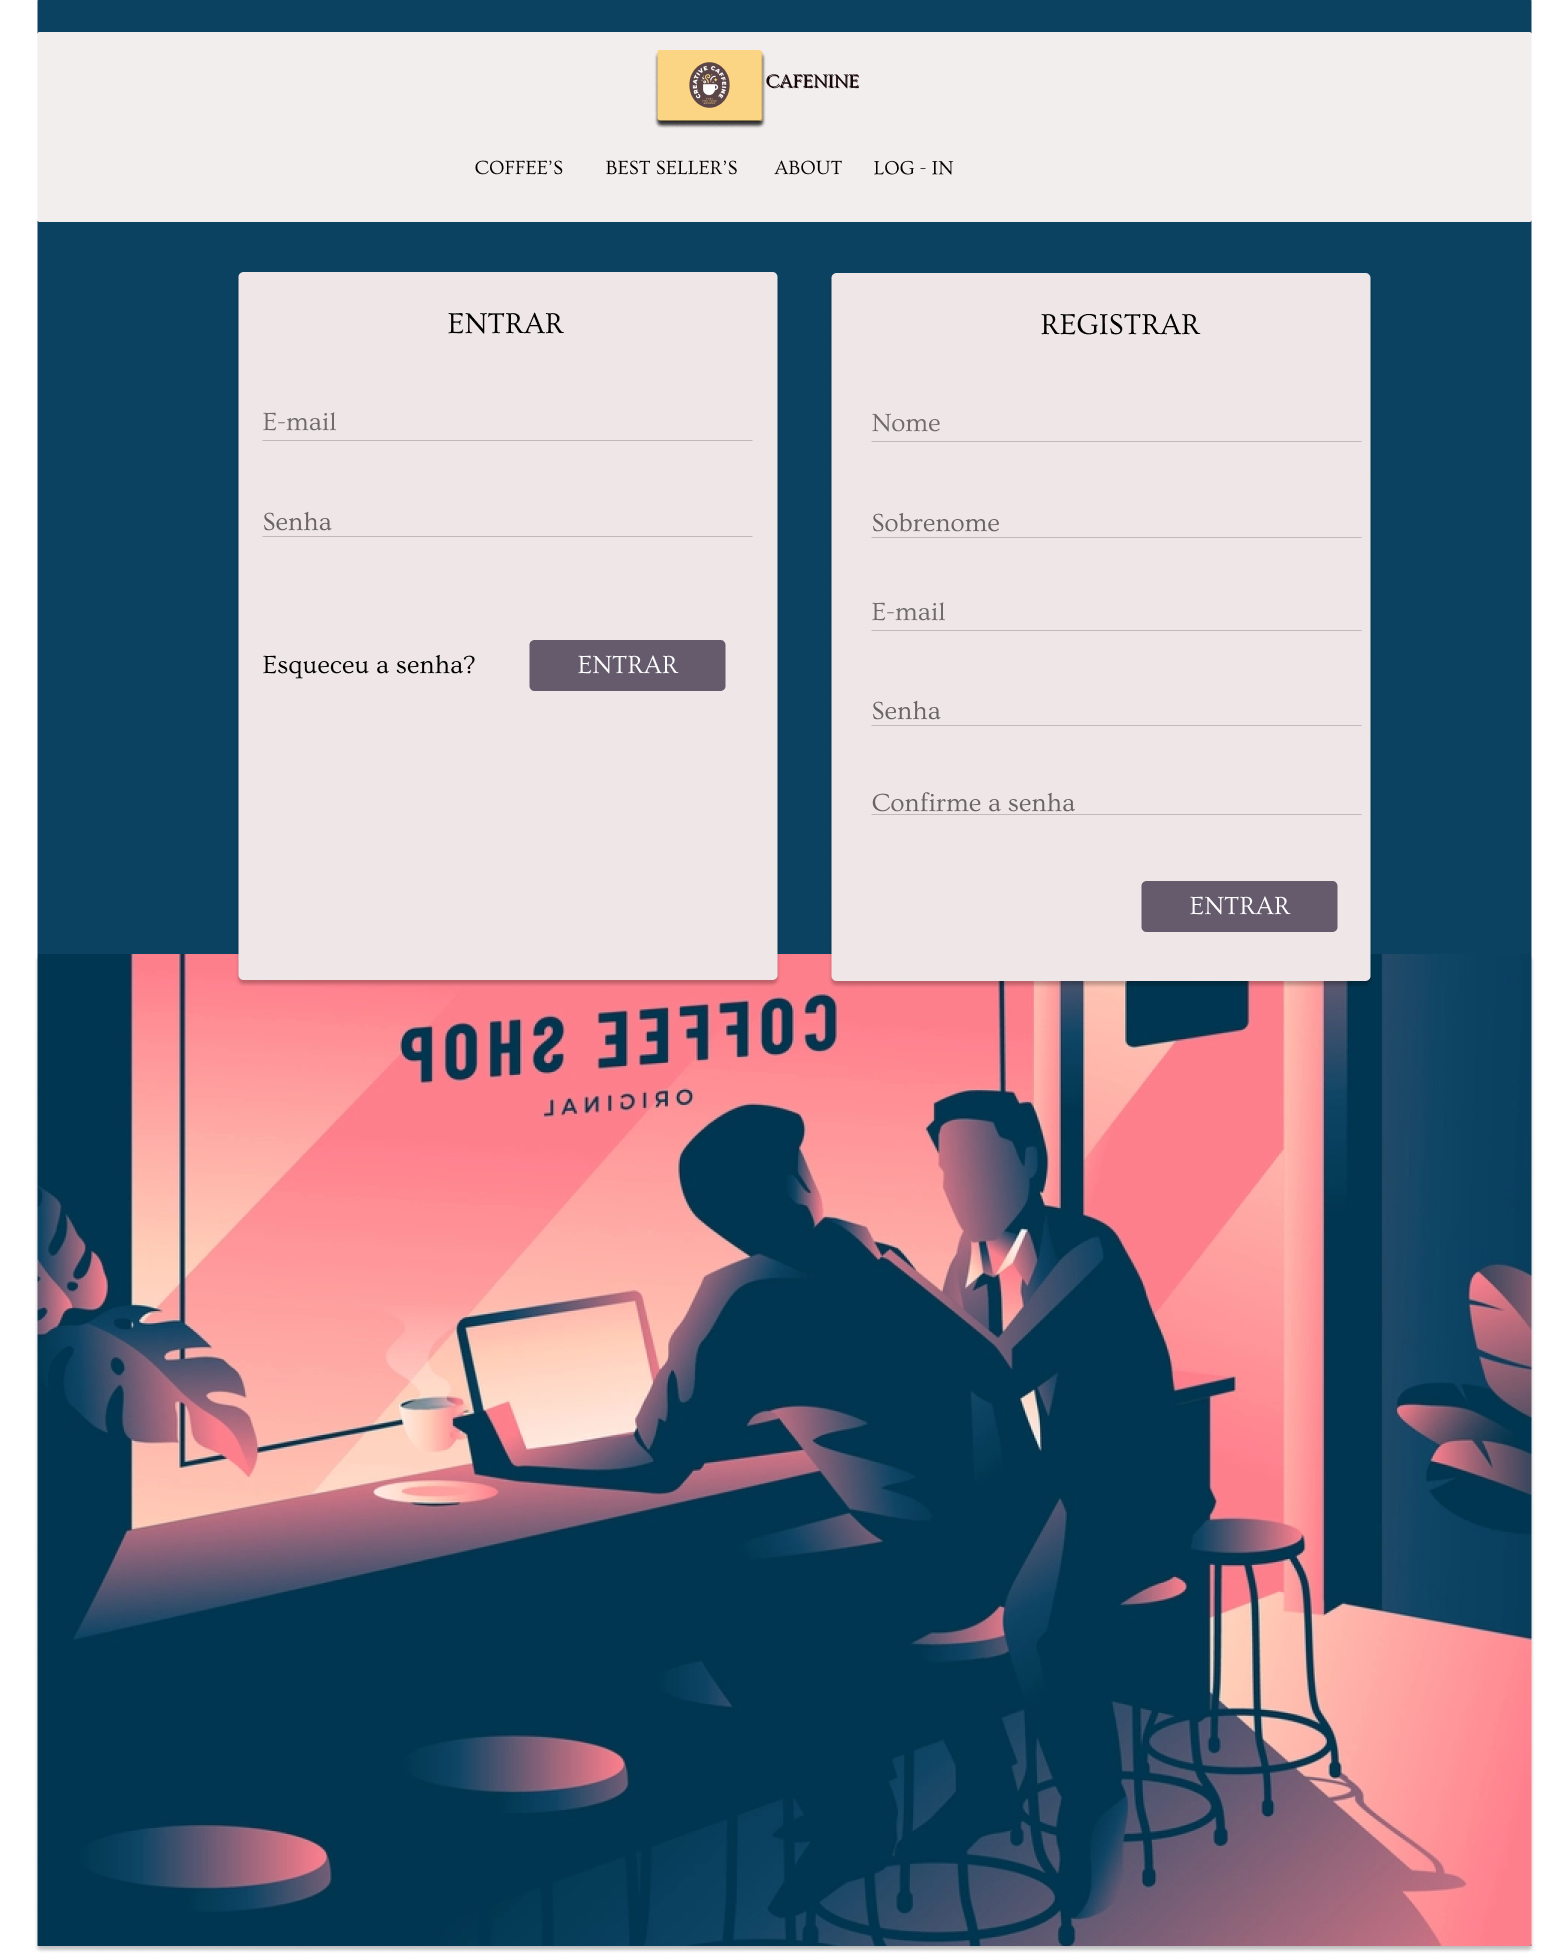 CREATIVE CAFFEINE
CAFENINE
COFFEE'S BEST SELLER'S ABOUT LOG - IN
ENTRAR
E-mail
Senha
Esqueceu a senha? ENTRAR
REGISTRAR
Nome
Sobrenome
E-mail
Senha
Confirme a senha
ENTRAR
COFFEE SHOP
ORIGINAL